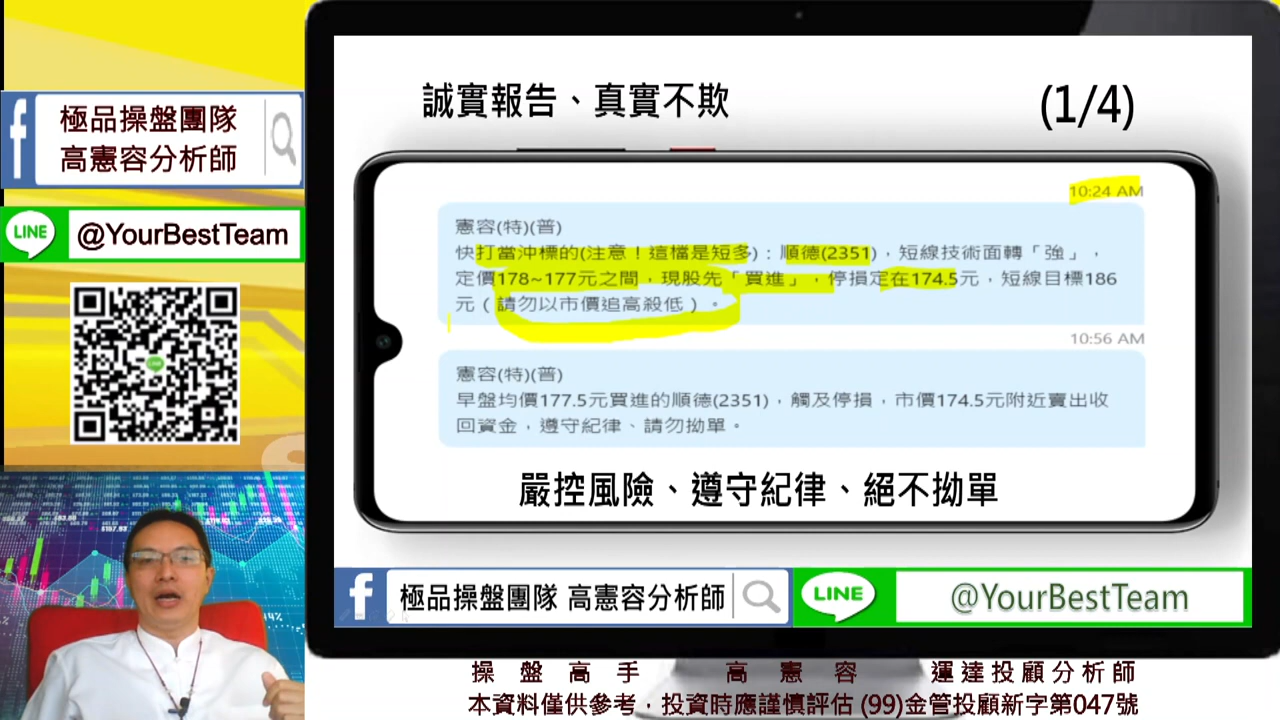 極品操盤團隊
高憲容分析師
LINE
@YourBestTeam
LINE
誠實報告、真實不欺
(1/4)
10:24 AM
憲容(特)(普)
快打當沖標的(注意！這檔是短多)：順德(2351)，短線技術面轉「強」，
定價178~177元之間，現股先「買進」，停損定在174.5元，短線目標186
元（請勿以市價追高殺低）。
10:56 AM
憲容(特)(普)
早盤均價177.5元買進的順德(2351)，觸及停損，市價174.5元附近賣出收
回資金，遵守紀律、請勿拗單。
嚴控風險、遵守紀律、絕不拗單
極品操盤團隊 高憲容分析師
LINE
@YourBestTeam
操盤高手 高憲容 運達投顧分析師
本資料僅供參考，投資時應謹慎評估 (99)金管投顧新字第047號